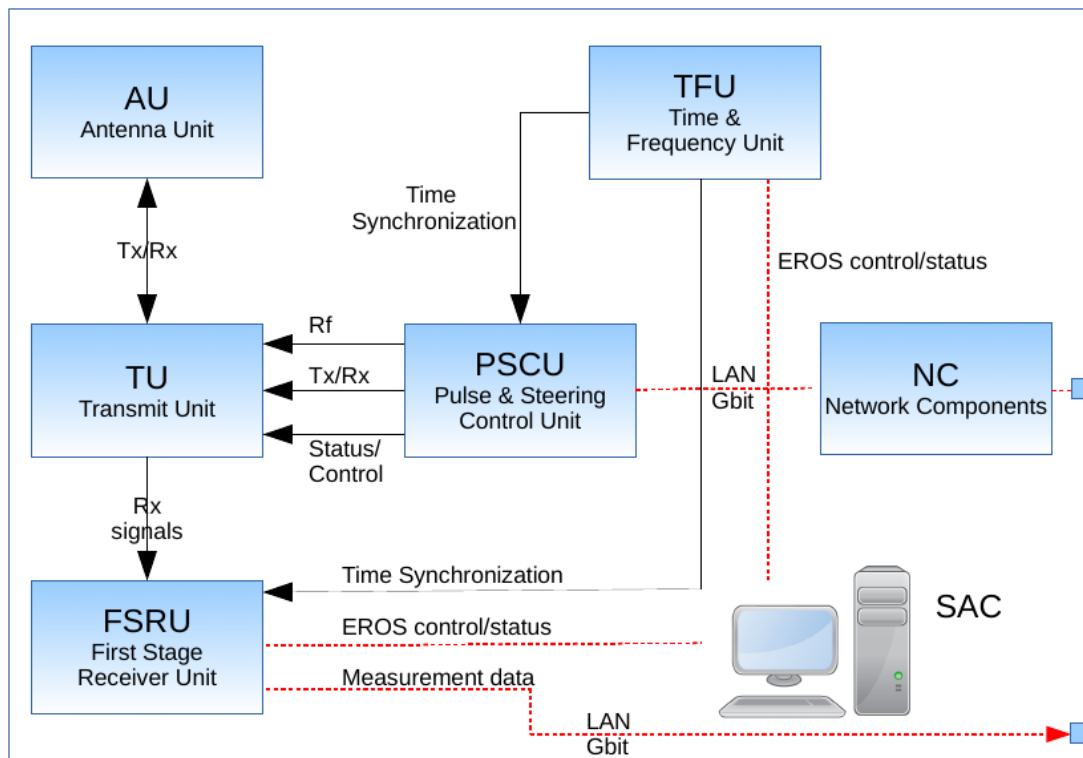 AU
Antenna Unit
TFU
Time &
Frequency Unit
Time
Synchronization
Tx/Rx
EROS control/status
Rf
TU
Transmit Unit
Tx/Rx
PSCU
Pulse & Steering
Control Unit
LAN
Gbit
NC
Network Components
Status/
Control
Rx
signals
Time Synchronization
FSRU
First Stage
Receiver Unit
EROS control/status
SAC
Measurement data
LAN
Gbit